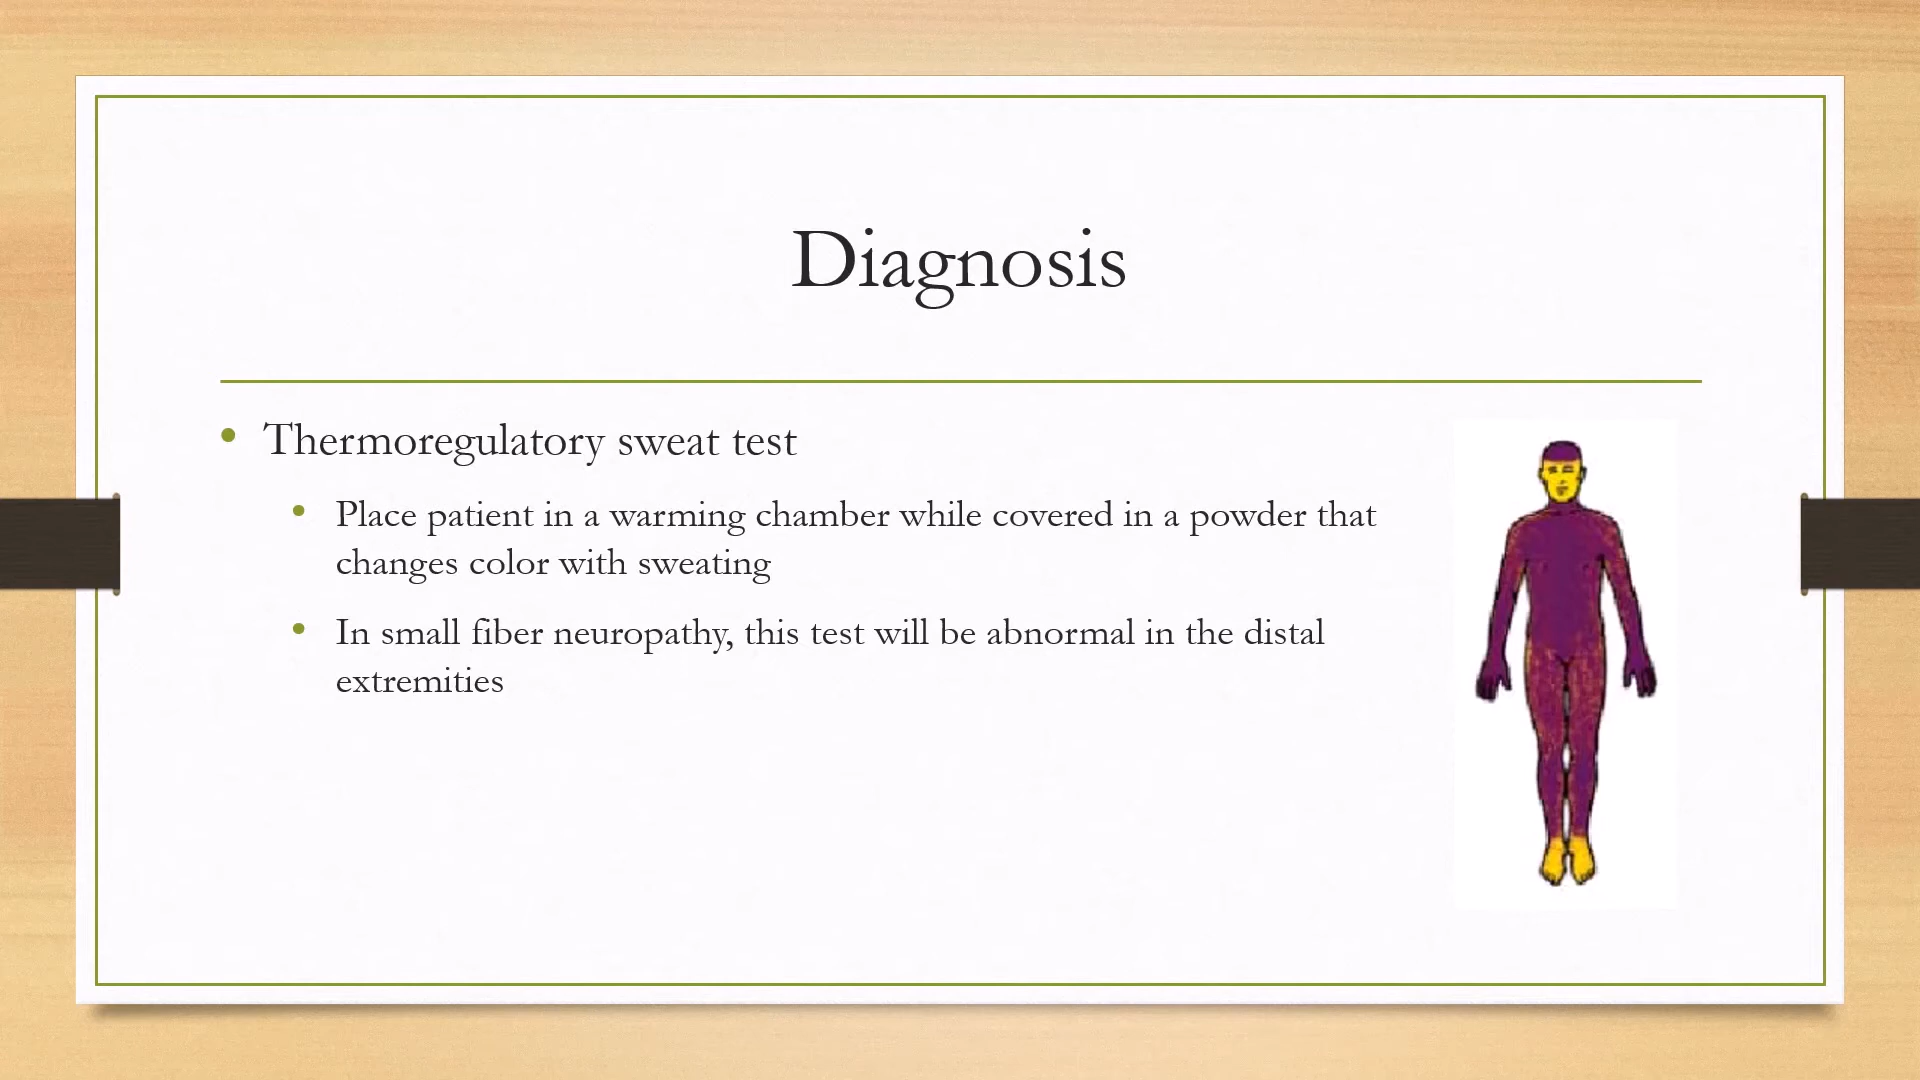 Diagnosis
• Thermoregulatory sweat test
• Place patient in a warming chamber while covered in a powder that
changes color with sweating
• In small fiber neuropathy, this test will be abnormal in the distal
extremities